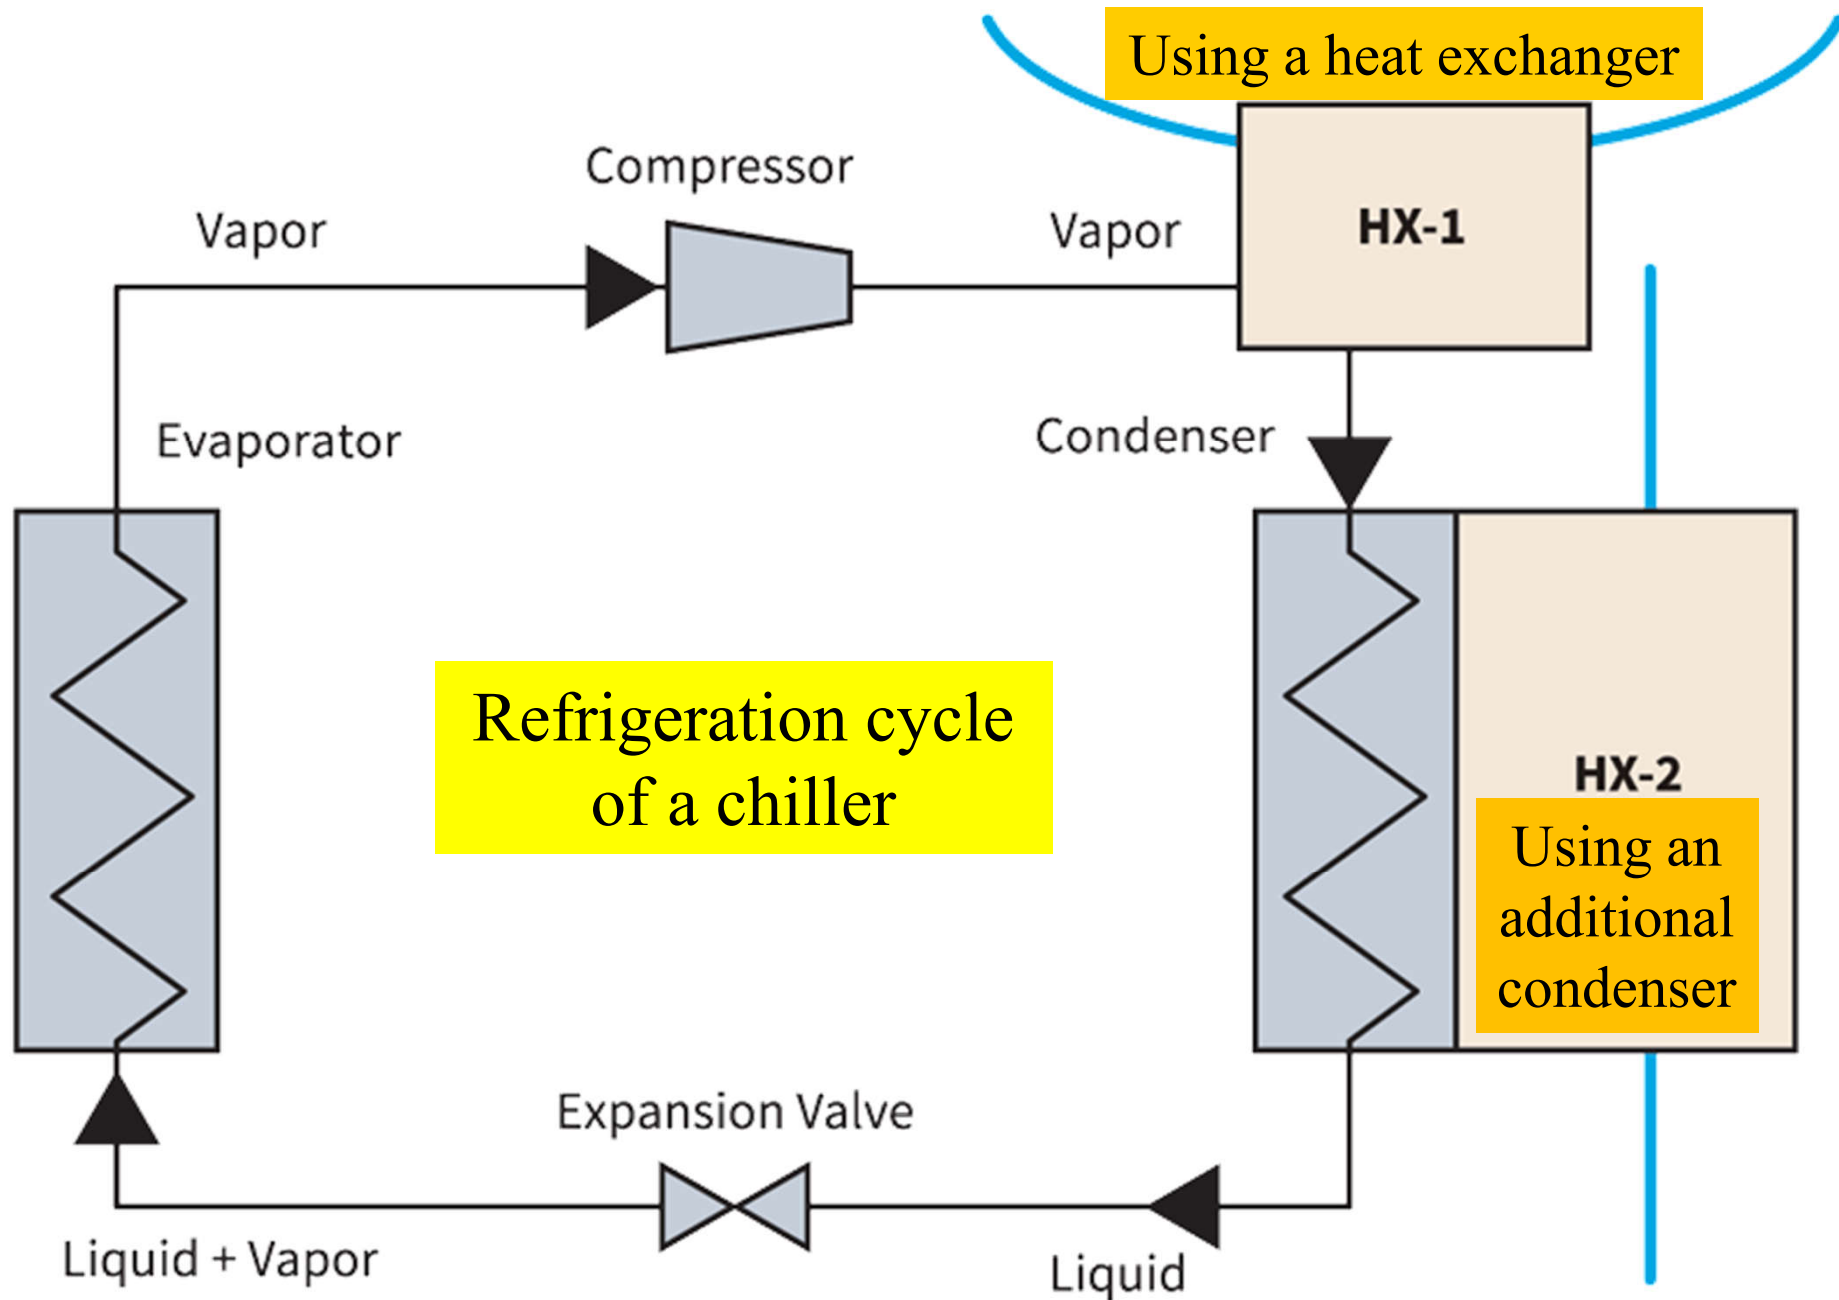 Using a heat exchanger
Compressor
Vapor
Vapor
HX-1
Evaporator
Condenser
Refrigeration cycle
of a chiller
HX-2
Using an
additional
condenser
Expansion Valve
Liquid + Vapor
Liquid